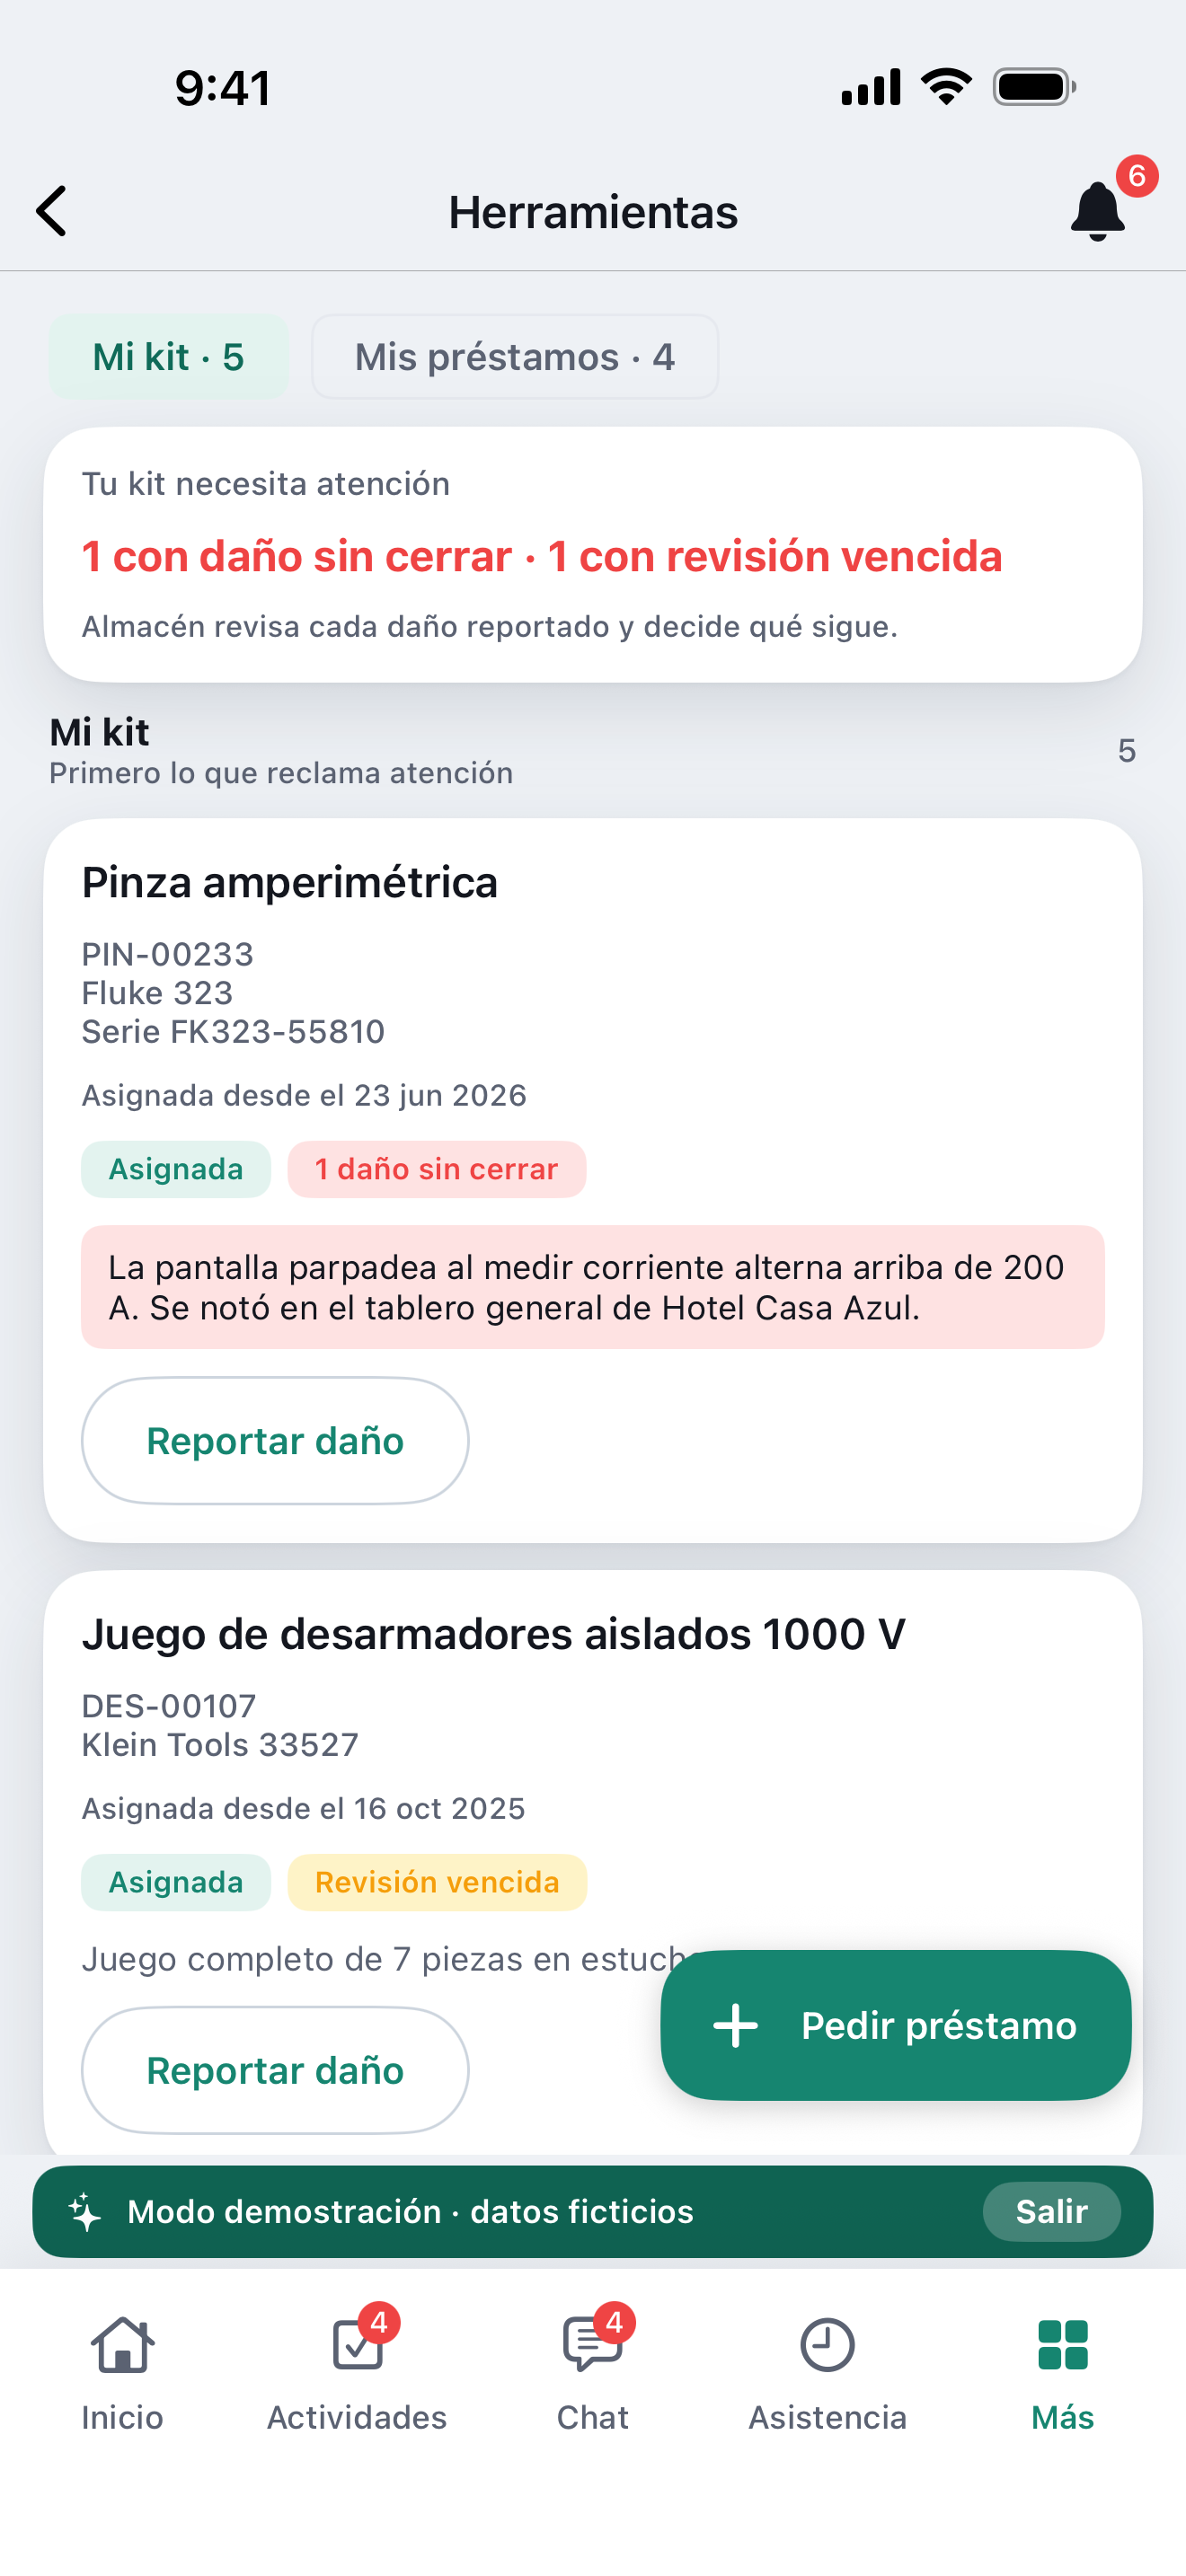 9:41
Herramientas
6
Mi kit · 5
Mis préstamos · 4
Tu kit necesita atención
1 con daño sin cerrar · 1 con revisión vencida
Almacén revisa cada daño reportado y decide qué sigue.
Mi kit
Primero lo que reclama atención
5
Pinza amperimétrica
PIN-00233
Fluke 323
Serie FK323-55810
Asignada desde el 23 jun 2026
Asignada
1 daño sin cerrar
La pantalla parpadea al medir corriente alterna arriba de 200
A. Se notó en el tablero general de Hotel Casa Azul.
Reportar daño
Juego de desarmadores aislados 1000 V
DES-00107
Klein Tools 33527
Asignada desde el 16 oct 2025
Asignada
Revisión vencida
Juego completo de 7 piezas en
Pedir préstamo
Reportar daño
Modo demostración · datos ficticios
Salir
4
4
Inicio
Actividades
Chat
Asistencia
Más